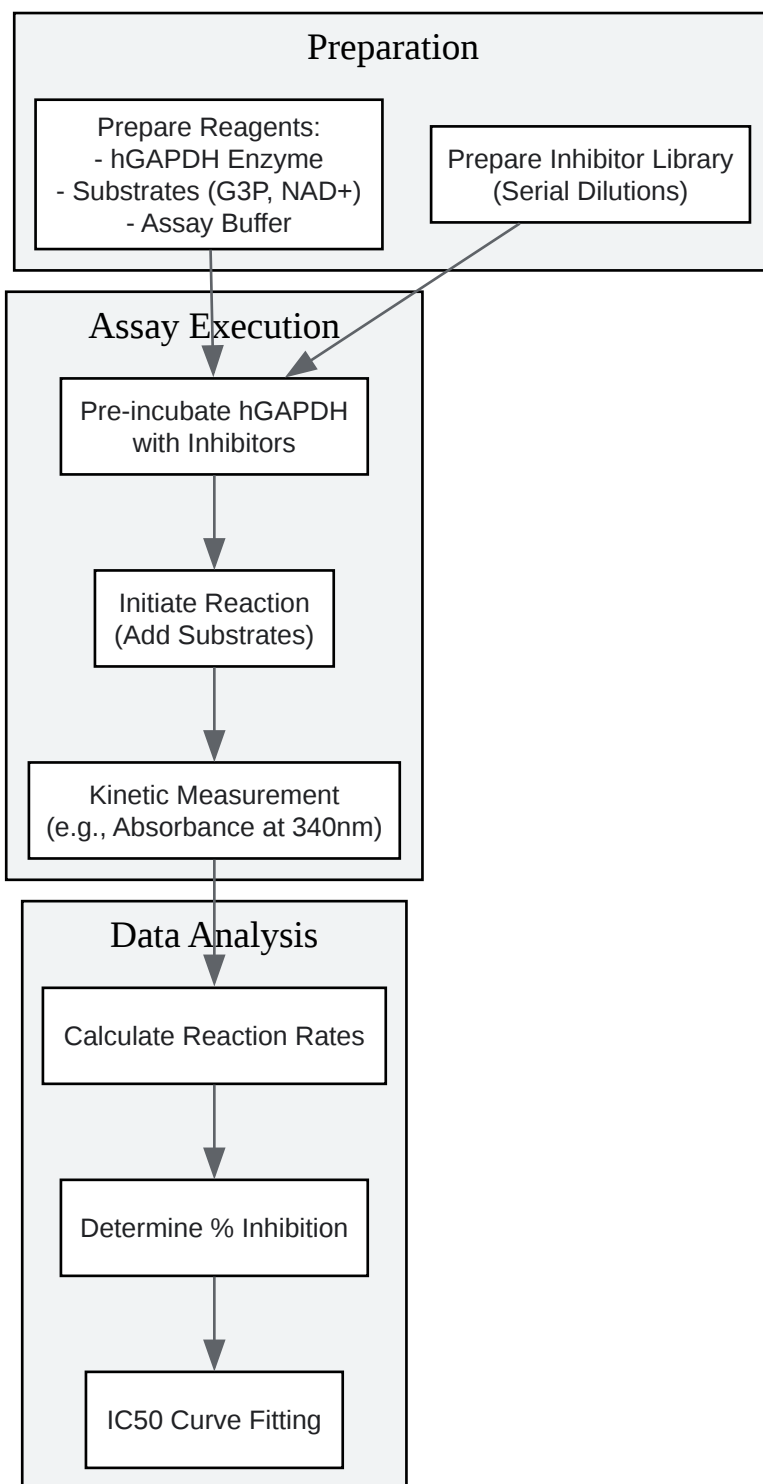 Preparation
Prepare Reagents:
- hGAPDH Enzyme
- Substrates (G3P, NAD+)
- Assay Buffer
Prepare Inhibitor Library
(Serial Dilutions)
Assay Execution
Pre-incubate hGAPDH
with Inhibitors
Initiate Reaction
(Add Substrates)
Kinetic Measurement
(e.g., Absorbance at 340nm)
Data Analysis
Calculate Reaction Rates
Determine % Inhibition
IC50 Curve Fitting